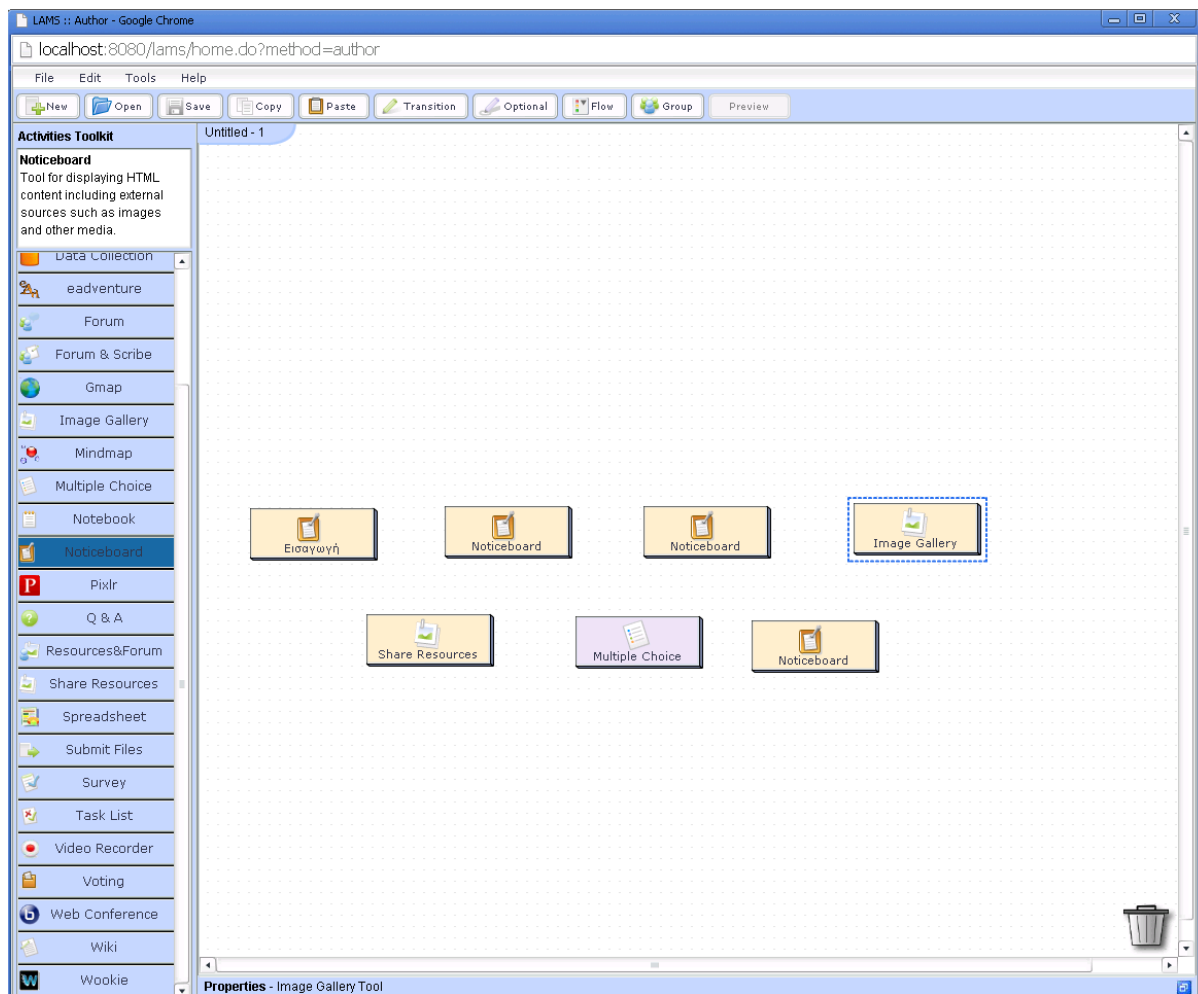 LAMS :: Author - Google Chrome
localhost:8080/lams/home.do?method=author
File Edit Tools Help
New Open Save Copy Paste Transition Optional Flow Group Preview
Activities Toolkit
Noticeboard
Tool for displaying HTML
content including external
sources such as images
and other media.
Data Collection
eadventure
Forum
Forum & Scribe
Gmap
Image Gallery
Mindmap
Multiple Choice
Notebook
Noticeboard
Pixlr
Q & A
Resources&Forum
Share Resources
Spreadsheet
Submit Files
Survey
Task List
Video Recorder
Voting
Web Conference
Wiki
Wookie
Untitled - 1
Εισαγωγή
Noticeboard
Noticeboard
Image Gallery
Share Resources
Multiple Choice
Noticeboard
Properties - Image Gallery Tool